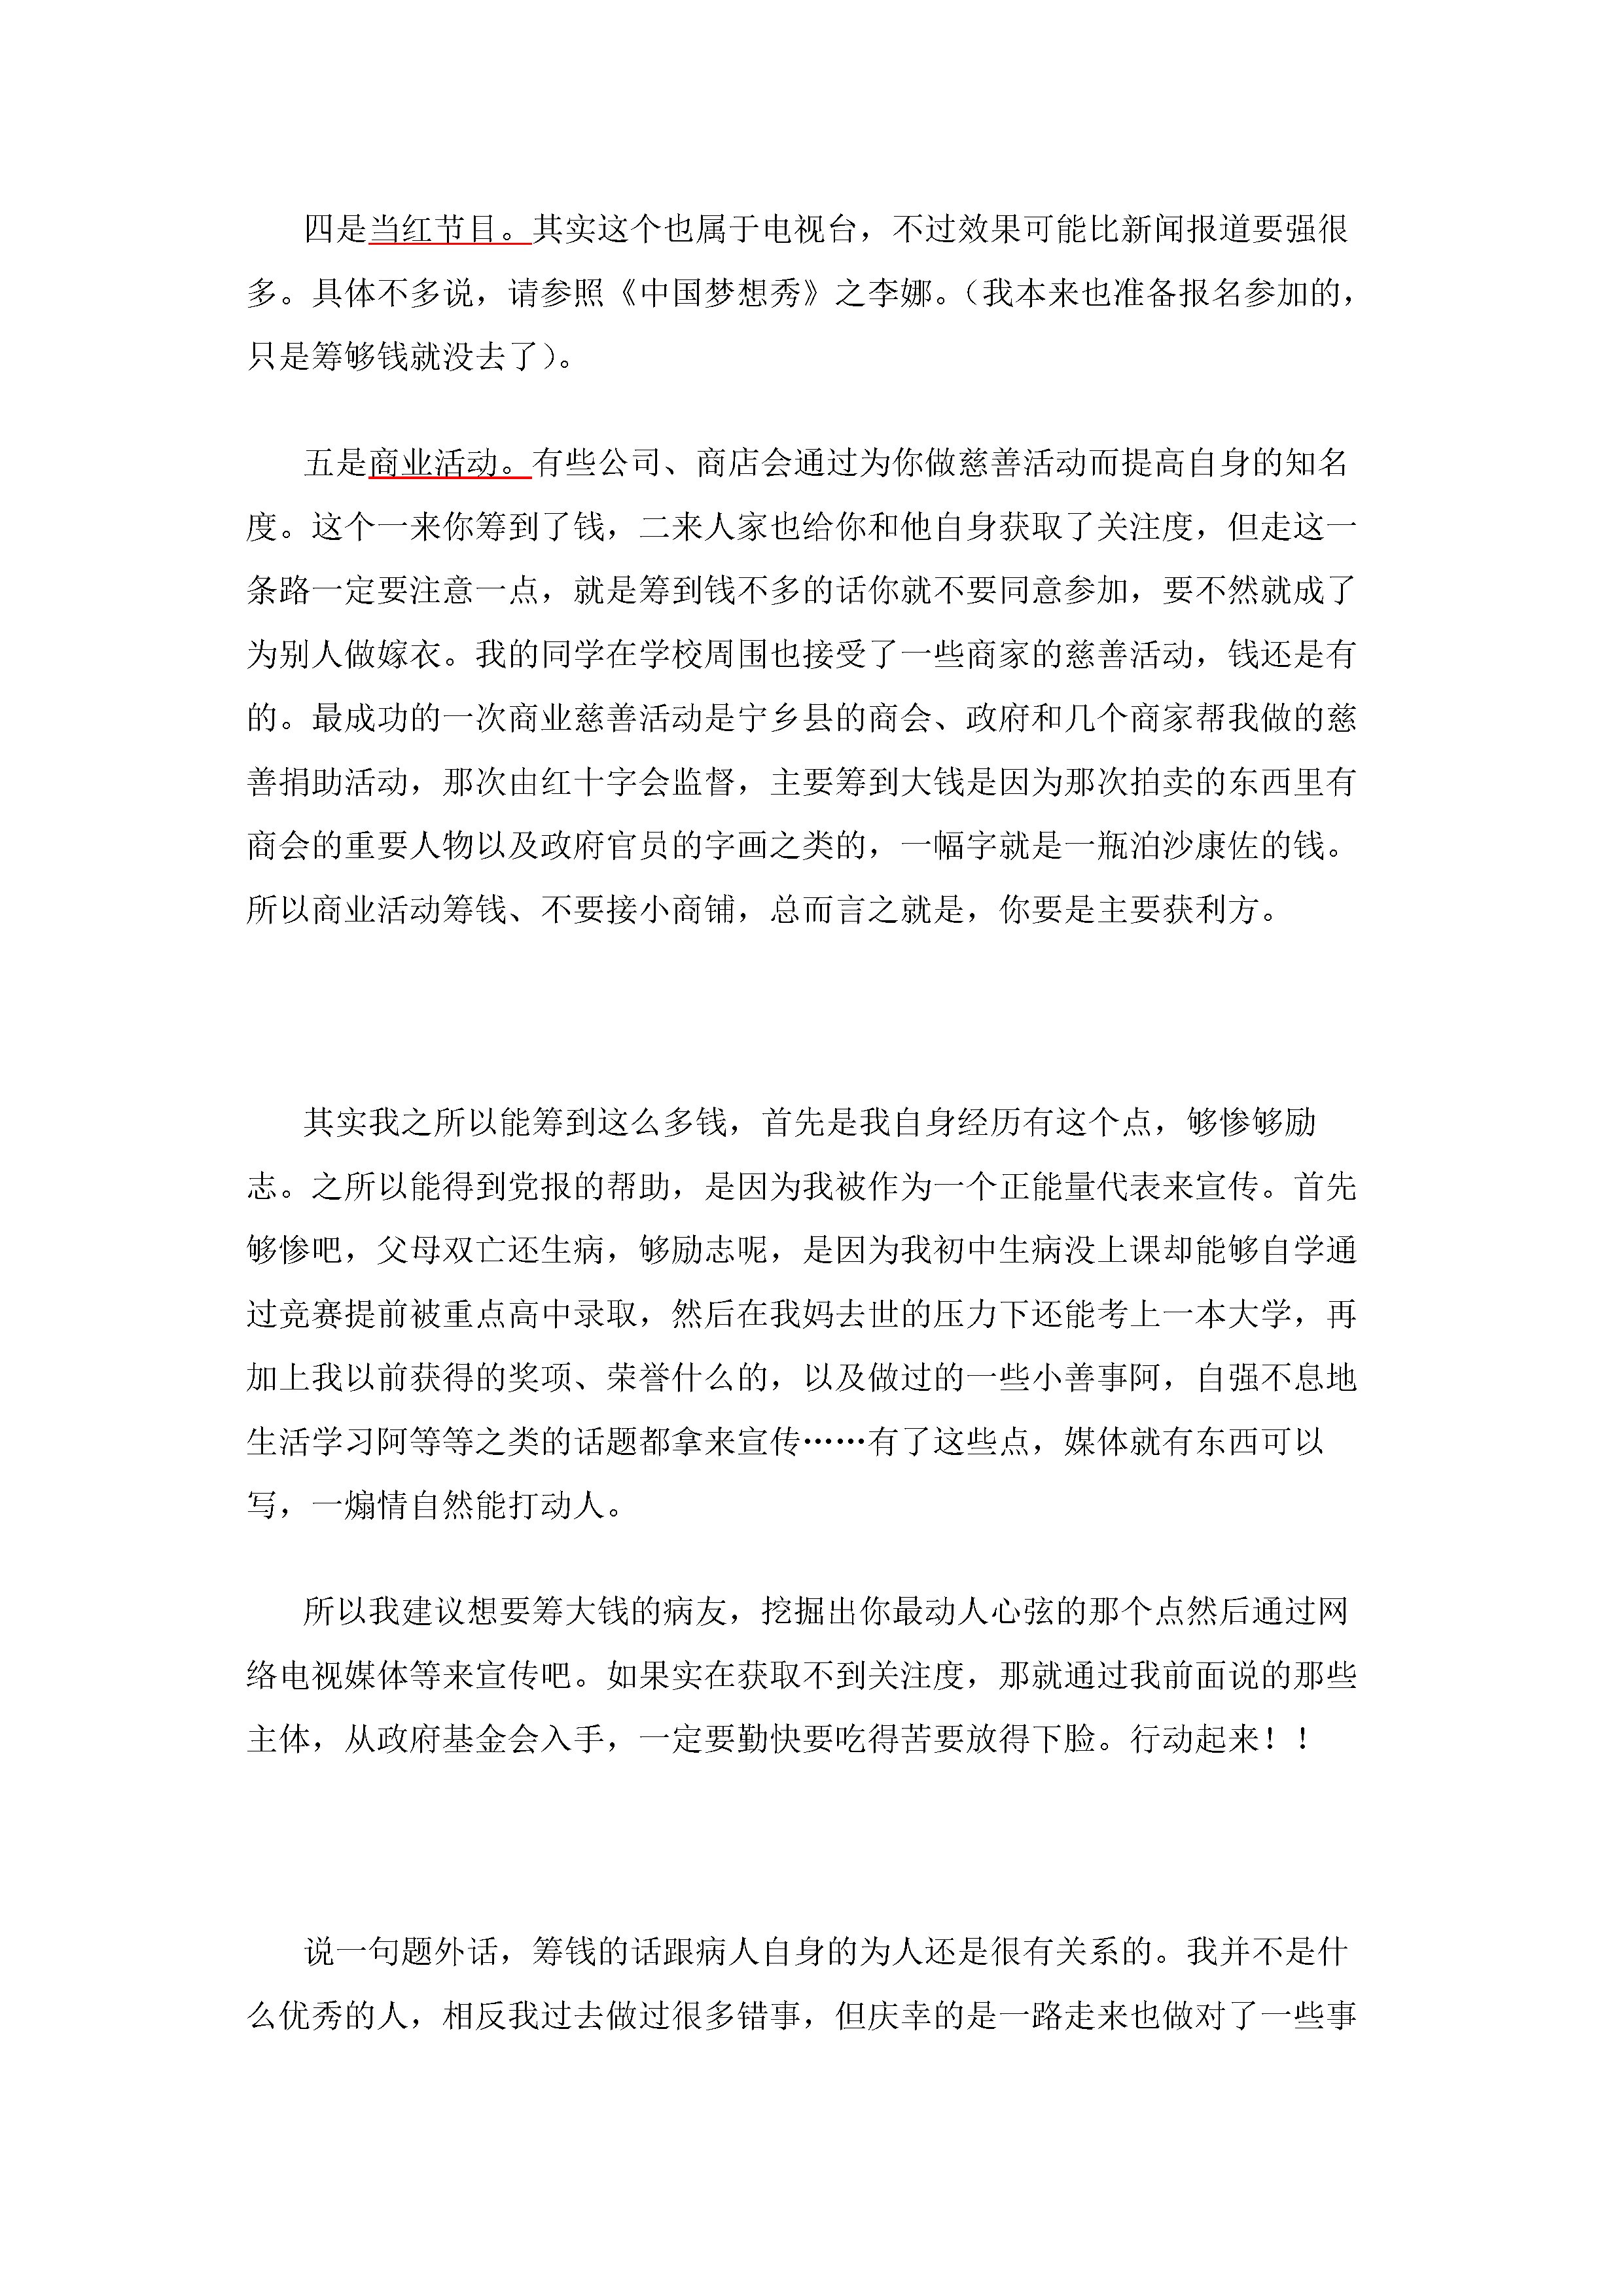 四是当红节目。其实这个也属于电视台，不过效果可能比新闻报道要强很
多。具体不多说，请参照《中国梦想秀》之李娜。（我本来也准备报名参加的，
只是筹够钱就没去了）。
五是商业活动。有些公司、商店会通过为你做慈善活动而提高自身的知名
度。这个一来你筹到了钱，二来人家也给你和他自身获取了关注度，但走这一
条路一定要注意一点，就是筹到钱不多的话你就不要同意参加，要不然就成了
为别人做嫁衣。我的同学在学校周围也接受了一些商家的慈善活动，钱还是有
的。最成功的一次商业慈善活动是宁乡县的商会、政府和几个商家帮我做的慈
善捐助活动，那次由红十字会监督，主要筹到大钱是因为那次拍卖的东西里有
商会的重要人物以及政府官员的字画之类的，一幅字就是一瓶泊沙康佐的钱。
所以商业活动筹钱、不要接小商铺，总而言之就是，你要是主要获利方。
其实我之所以能筹到这么多钱，首先是我自身经历有这个点，够惨够励
志。之所以能得到党报的帮助，是因为我被作为一个正能量代表来宣传。首先
够惨吧，父母双亡还生病，够励志呢，是因为我初中生病没上课却能够自学通
过竞赛提前被重点高中录取，然后在我妈去世的压力下还能考上一本大学，再
加上我以前获得的奖项、荣誉什么的，以及做过的一些小善事阿，自强不息地
生活学习阿等等之类的话题都拿来宣传……有了这些点，媒体就有东西可以
写，一煽情自然能打动人。
所以我建议想要筹大钱的病友，挖掘出你最动人心弦的那个点然后通过网
络电视媒体等来宣传吧。如果实在获取不到关注度，那就通过我前面说的那些
主体，从政府基金会入手，一定要勤快要吃得苦要放得下脸。行动起来！！
说一句题外话，筹钱的话跟病人自身的为人还是很有关系的。我并不是什
么优秀的人，相反我过去做过很多错事，但庆幸的是一路走来也做对了一些事